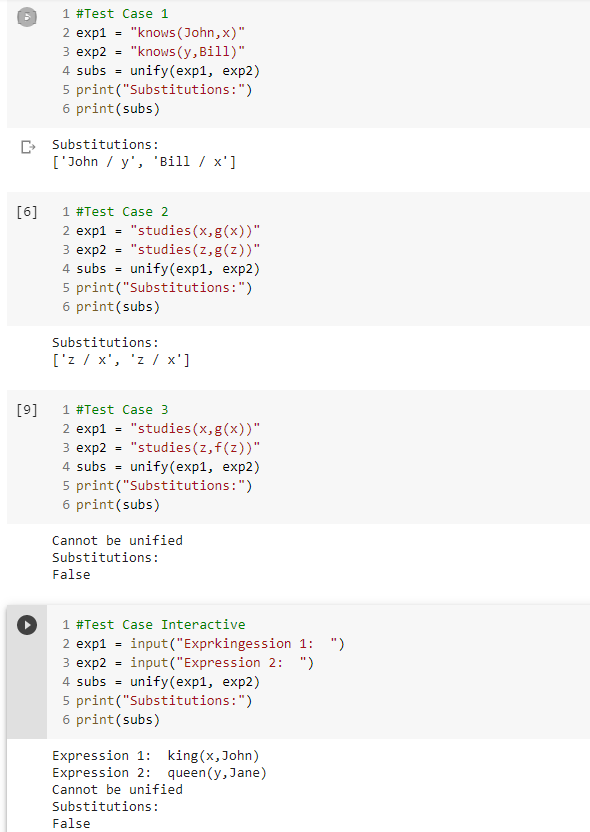 1 #Test Case 1
2 exp1 = "knows(John,x)"
3 exp2 = "knows(y,Bill)"
4 subs = unify(exp1, exp2)
5 print("Substitutions:")
6 print(subs)
Substitutions:
['John / y', 'Bill / x']
[6] 1 #Test Case 2
2 exp1 = "studies(x,g(x))"
3 exp2 = "studies(z,g(z))"
4 subs = unify(exp1, exp2)
5 print("Substitutions:")
6 print(subs)
Substitutions:
['z / x', 'z / x']
[9] 1 #Test Case 3
2 exp1 = "studies(x,g(x))"
3 exp2 = "studies(z,f(z))"
4 subs = unify(exp1, exp2)
5 print("Substitutions:")
6 print(subs)
Cannot be unified
Substitutions:
False
1 #Test Case Interactive
2 exp1 = input("Exprkingession 1:  ")
3 exp2 = input("Expression 2:  ")
4 subs = unify(exp1, exp2)
5 print("Substitutions:")
6 print(subs)
Expression 1:  king(x,John)
Expression 2:  queen(y,Jane)
Cannot be unified
Substitutions:
False